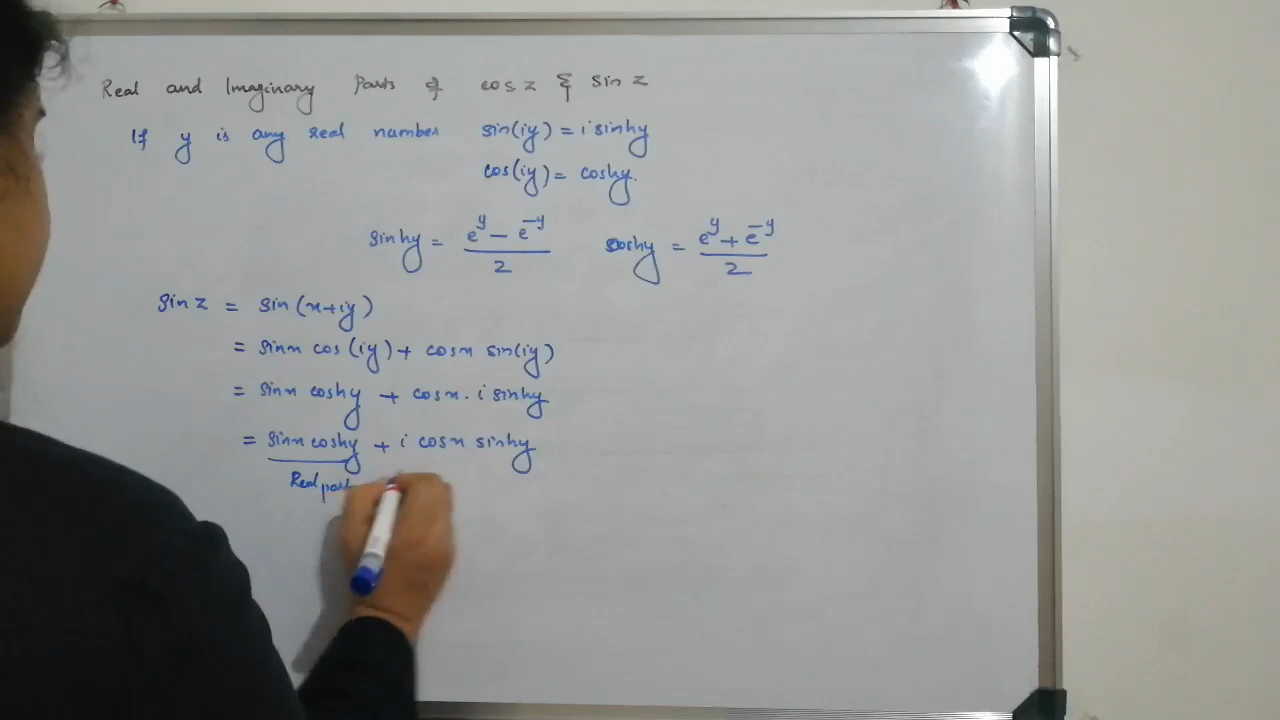 Real and Imaginary Parts of cos z & sin z
If y is any real number sin(iy) = i sinhy
cos(iy) = coshy.
sinhy = (e^y − e^−y)/2 coshy = (e^y + e^−y)/2
sin z = sin(x+iy)
= sinx cos(iy) + cosx sin(iy)
= sinx coshy + cosx. i sinhy
= sinx coshy + i cosx sinhy
Real part